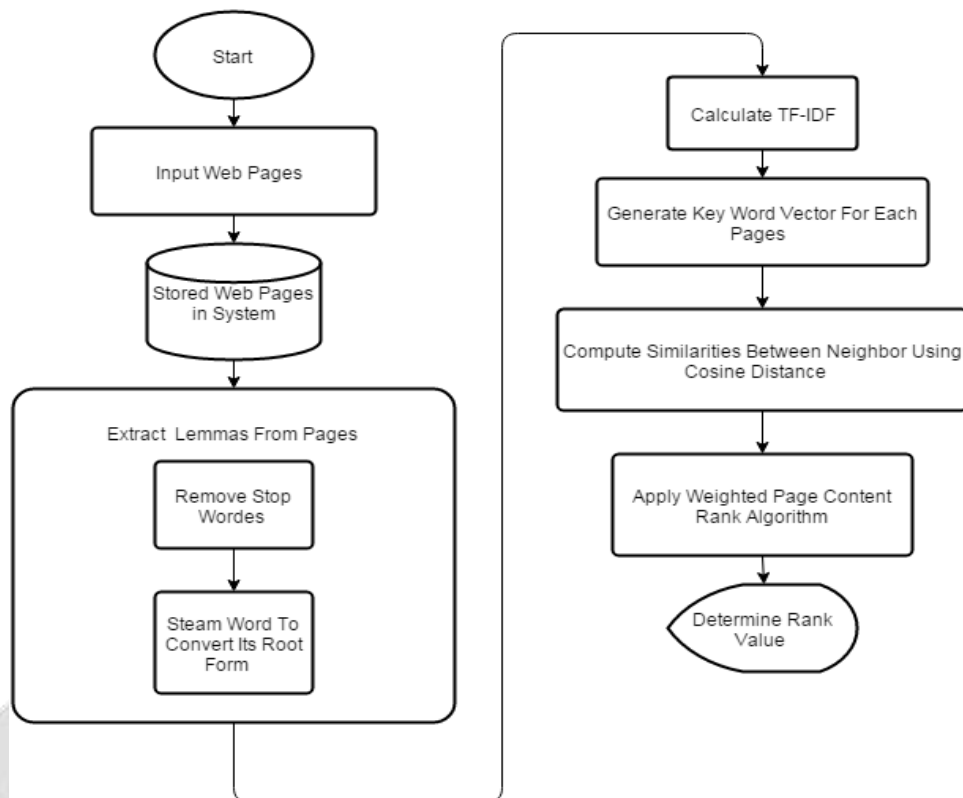 Start
Input Web Pages
Stored Web Pages
in System
Extract Lemmas From Pages
Remove Stop
Wordes
Steam Word To
Convert Its Root
Form
Calculate TF-IDF
Generate Key Word Vector For Each
Pages
Compute Similarities Between Neighbor Using
Cosine Distance
Apply Weighted Page Content
Rank Algorithm
Determine Rank
Value